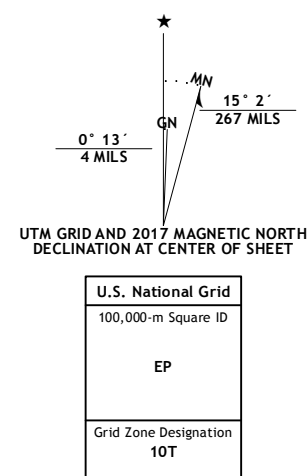 ★
MN
15° 2´
267 MILS
GN
0° 13´
4 MILS
UTM GRID AND 2017 MAGNETIC NORTH
DECLINATION AT CENTER OF SHEET
U.S. National Grid
100,000-m Square ID
EP
Grid Zone Designation
10T